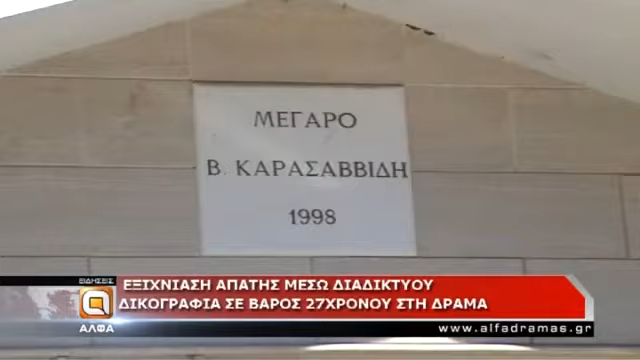 ΜΕΓΑΡΟ
Β. ΚΑΡΑΣΑΒΒΙΔΗ
1998
ΕΙΔΗΣΕΙΣ
ΕΞΙΧΝΙΑΣΗ ΑΠΑΤΗΣ ΜΕΣΩ ΔΙΑΔΙΚΤΥΟΥ
ΔΙΚΟΓΡΑΦΙΑ ΣΕ ΒΑΡΟΣ 27ΧΡΟΝΟΥ ΣΤΗ ΔΡΑΜΑ
ΑΛΦΑ
www.alfadramas.gr